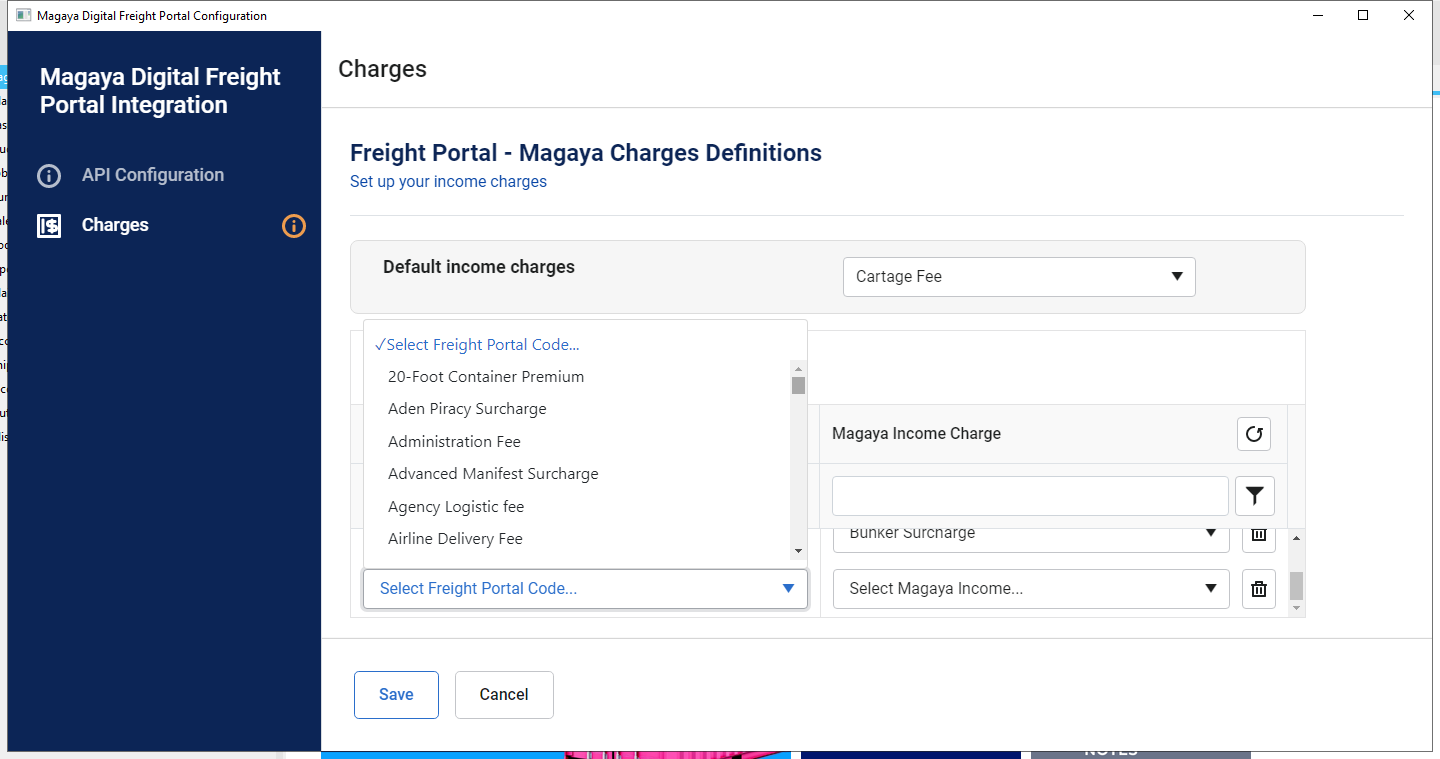 Magaya Digital Freight Portal Configuration
Magaya Digital Freight
Portal Integration
API Configuration
Charges
Charges
Freight Portal - Magaya Charges Definitions
Set up your income charges
Default income charges
Cartage Fee
✓Select Freight Portal Code...
20-Foot Container Premium
Aden Piracy Surcharge
Administration Fee
Advanced Manifest Surcharge
Agency Logistic fee
Airline Delivery Fee
Select Freight Portal Code...
Magaya Income Charge
Bunker Surcharge
Select Magaya Income...
Save
Cancel
NOTES